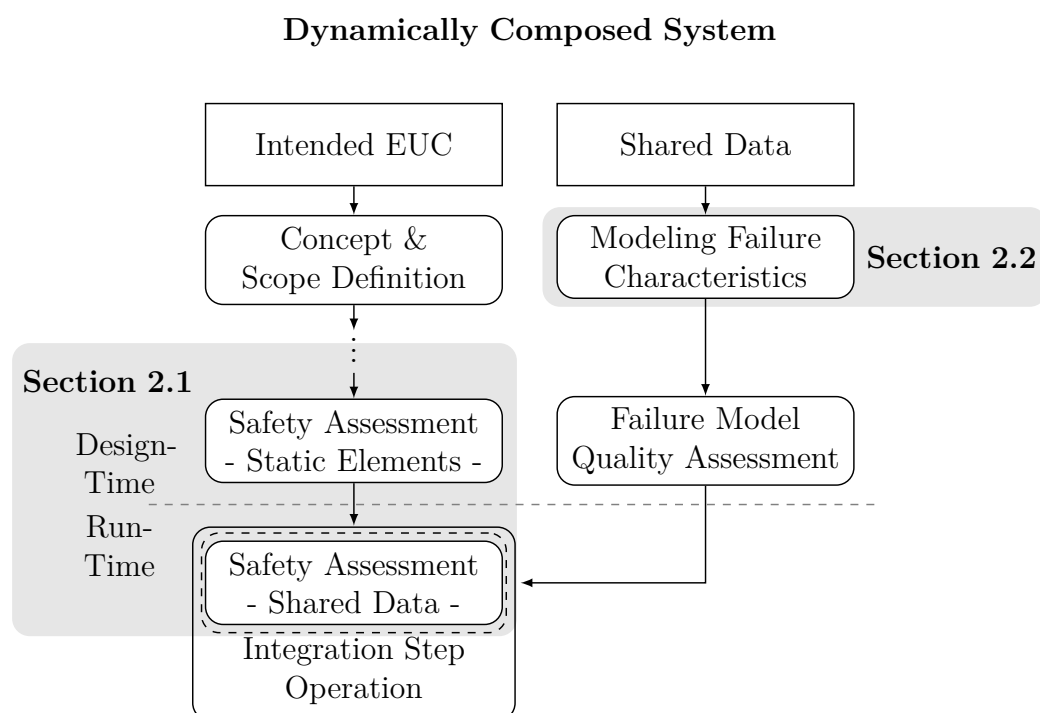 Dynamically Composed System
Intended EUC
Shared Data
Concept &
Scope Definition
Modeling Failure
Characteristics
Section 2.2
Section 2.1
Safety Assessment
- Static Elements -
Failure Model
Quality Assessment
Design-
Time
Run-
Time
Safety Assessment
- Shared Data -
Integration Step
Operation